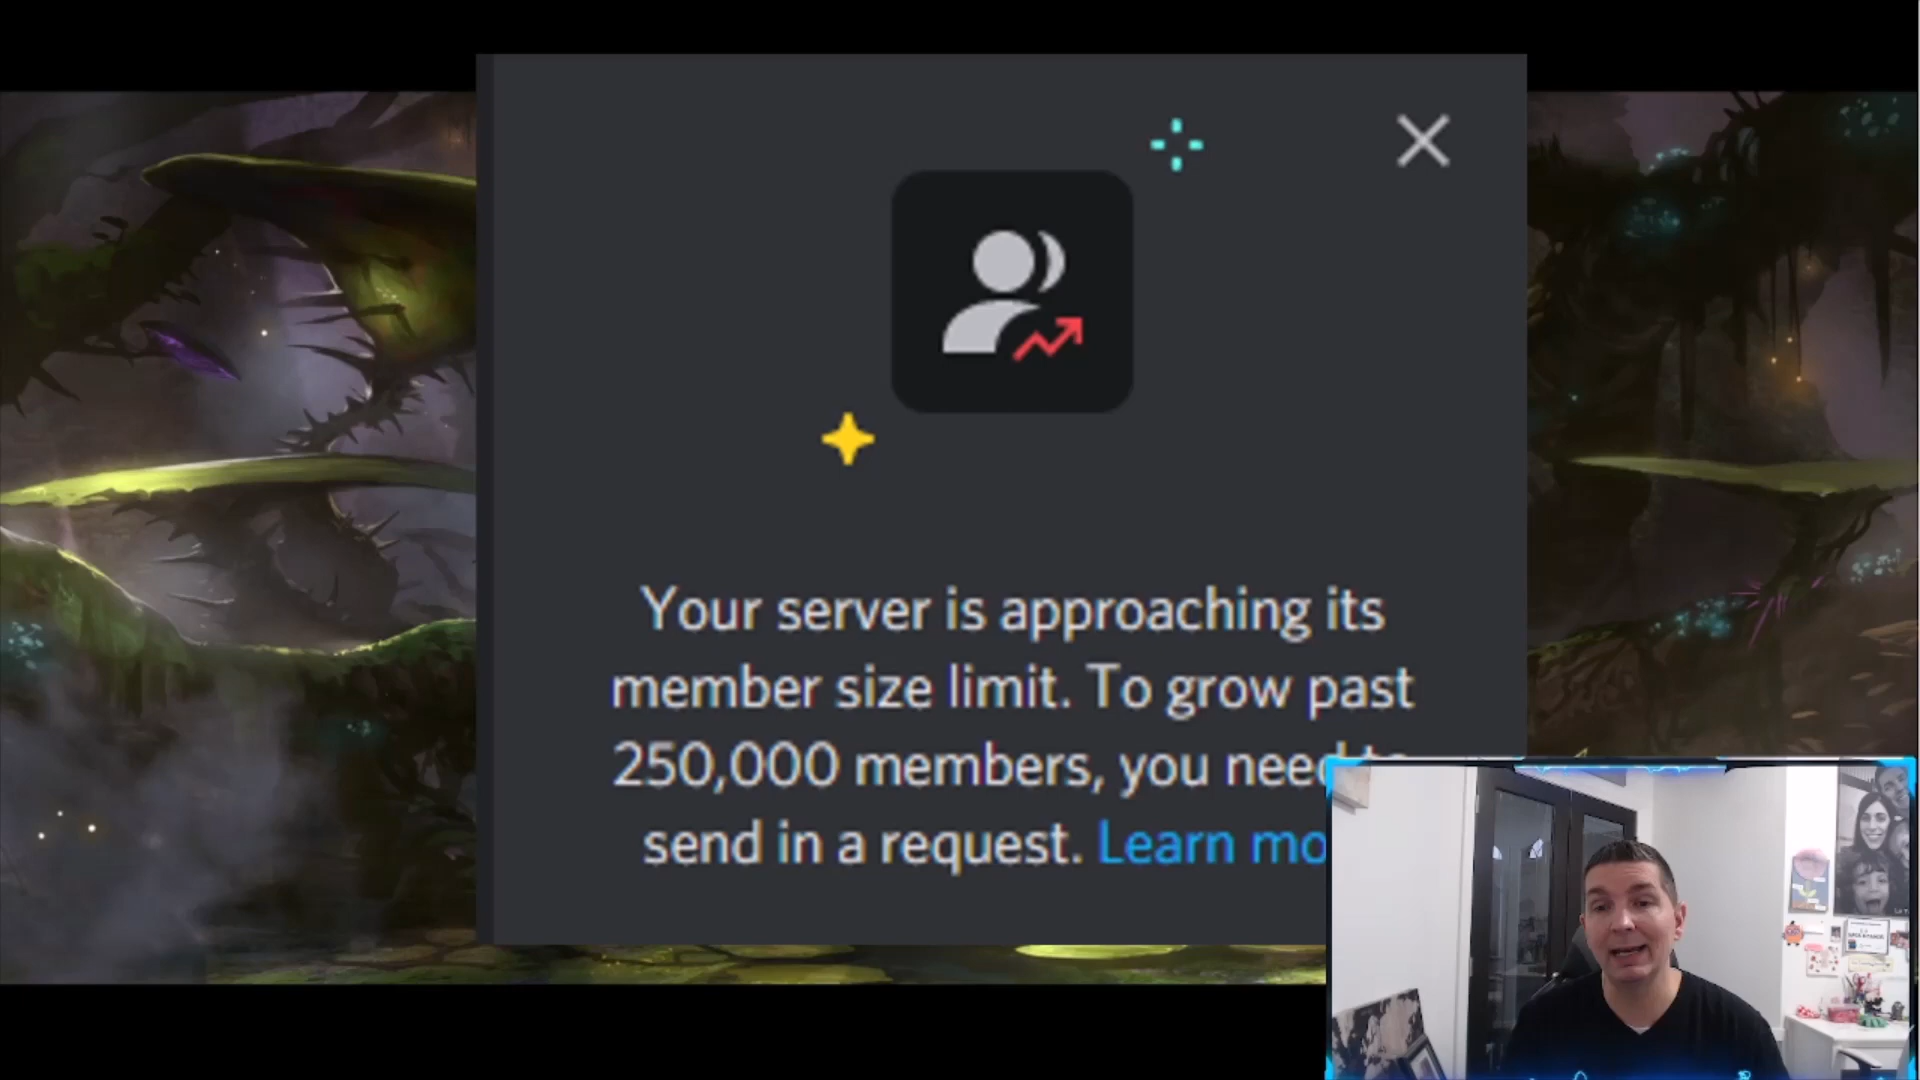 Your server is approaching its
member size limit. To grow past
250,000 members, you need to
send in a request. Learn mo